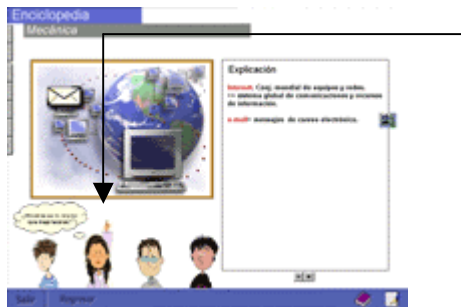 Enciclopedia
Mecánica
Explicación
Internet: Conj. mundial de equipos y redes.
== sistema global de comunicaciones y recursos
de información.
e-mail= mensajes de correo electrónico.
Salir Regresar